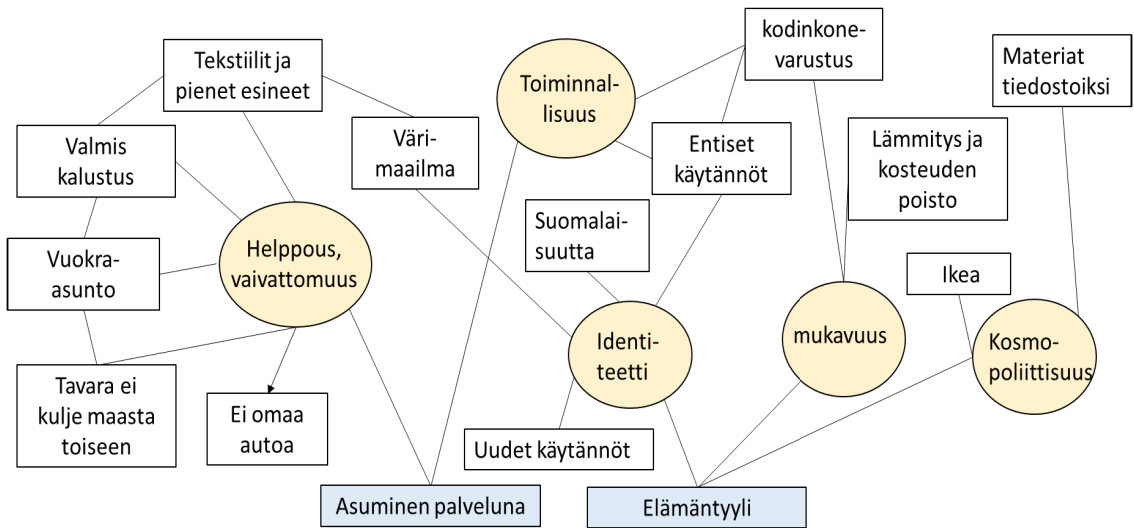 Tekstiilit ja
pienet esineet
Toiminnal-
lisuus
kodinkone-
varustus
Materiat
tiedostoiksi
Valmis
kalustus
Väri-
maailma
Entiset
käytännöt
Lämmitys ja
kosteuden
poisto
Vuokra-
asunto
Helppous,
vaivattomuus
Suomalai-
suutta
Ikea
Identi-
teetti
mukavuus
Kosmo-
poliittisuus
Tavara ei
kulje maasta
toiseen
Ei omaa
autoa
Uudet käytännöt
Asuminen palveluna
Elämäntyyli